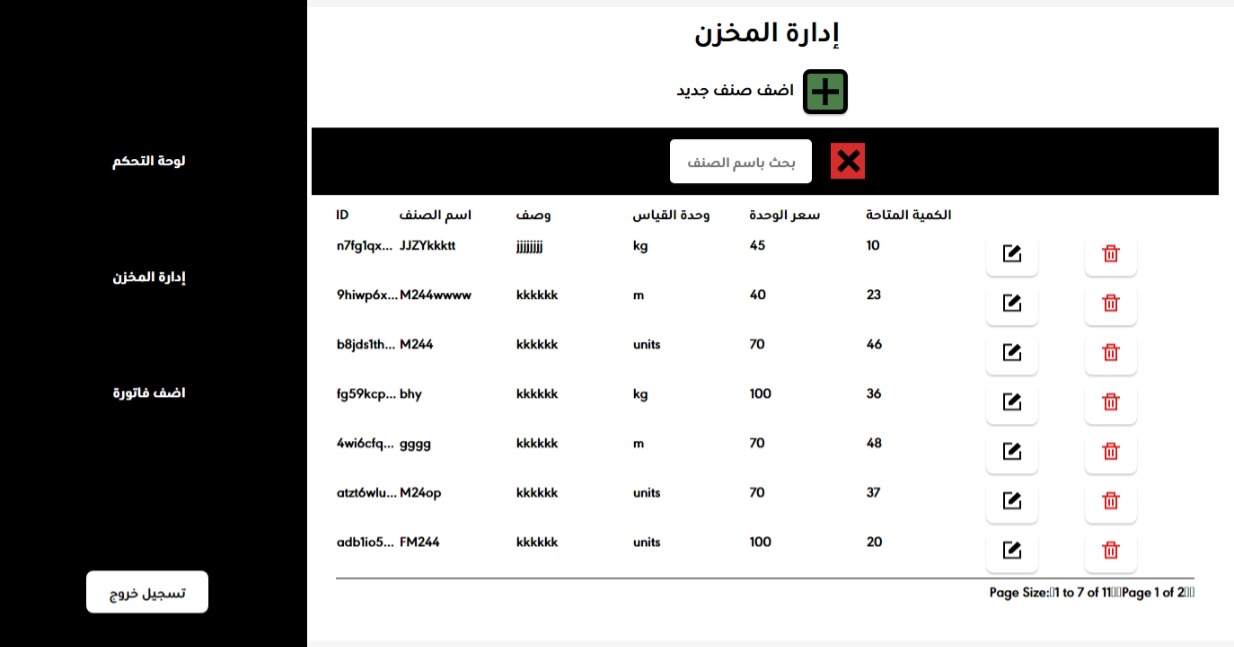 إدارة المخزن
اضف صنف جديد
لوحة التحكم
إدارة المخزن
اضف فاتورة
تسجيل خروج
بحث باسم الصنف
ID اسم الصنف وصف وحدة القياس سعر الوحدة الكمية المتاحة
n7fg1qx... JJZYkkktt jjjjjjjj kg 45 10
9hiwp6x... M244wwww kkkkkk m 40 23
b8jds1th... M244 kkkkkk units 70 46
fg59kcp... bhy kkkkkk kg 100 36
4wi6cfq... gggg kkkkkk m 70 48
atzt6wlu... M24op kkkkkk units 70 37
adb1io5... FM244 kkkkkk units 100 20
Page Size: 1 to 7 of 11 Page 1 of 2